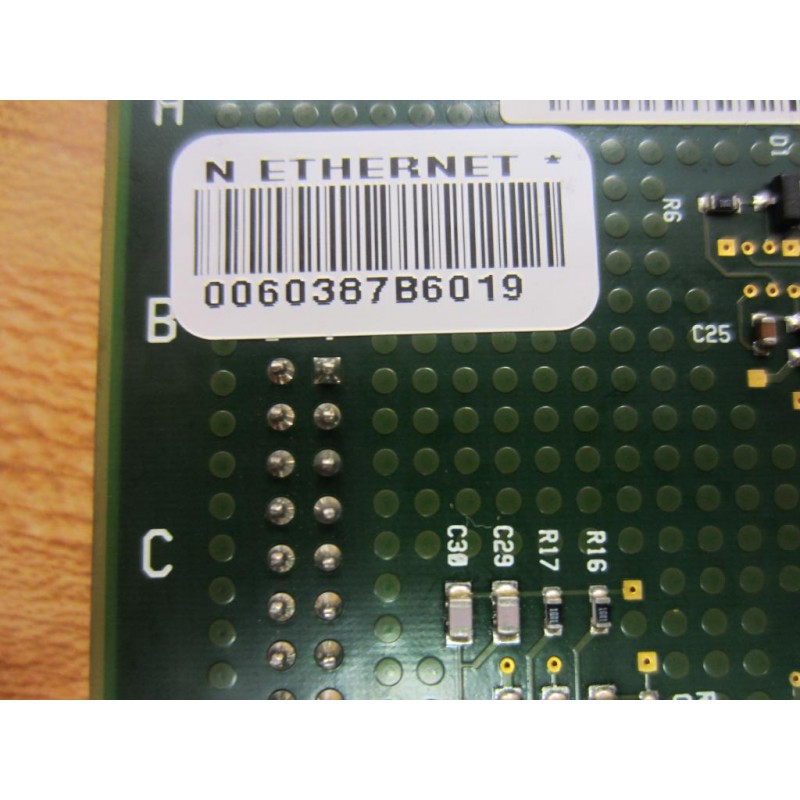 A
N ETHERNET *
0060387B6019
D1
R6
B
C25
C
C30
C29
R17
R16